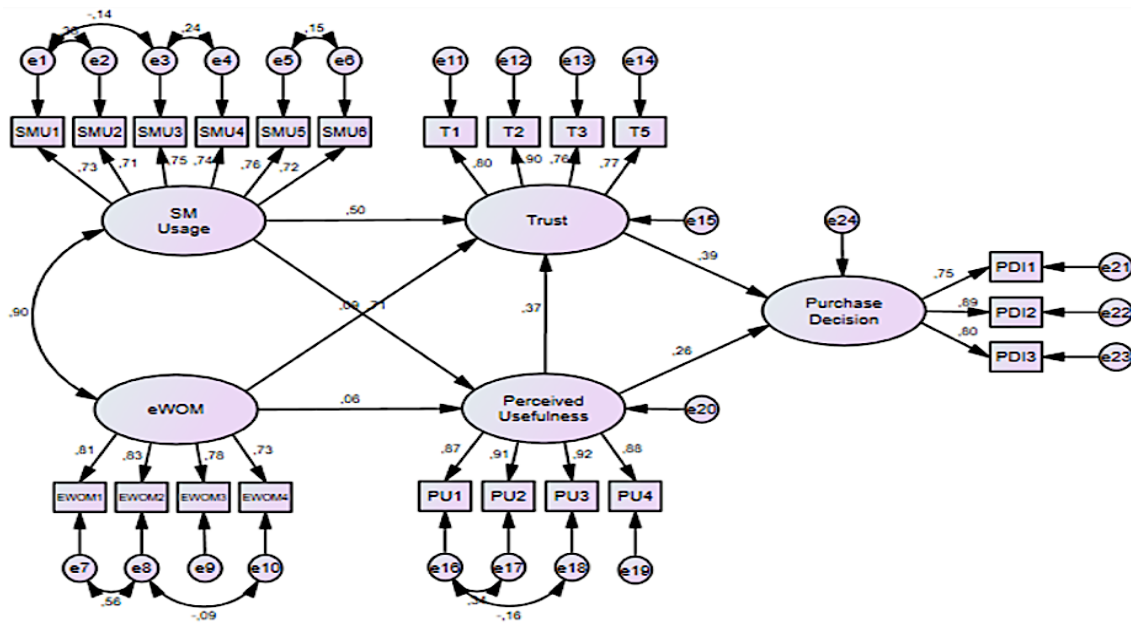 -,14
,24
,15
e1
e2
e3
e4
e5
e6
e11
e12
e13
e14
SMU1
SMU2
SMU3
SMU4
SMU5
SMU6
T1
T2
T3
T5
,73
,71
,75
,74
,76
,72
,80
,90
,76
,77
SM
Usage
,50
Trust
e15
e24
,39
,90
,71
,37
Purchase
Decision
,75
PDI1
e21
,89
PDI2
e22
,80
PDI3
e23
,26
eWOM
,06
Perceived
Usefulness
e20
,81
,83
,78
,73
,87
,91
,92
,88
EWOM1
EWOM2
EWOM3
EWOM4
PU1
PU2
PU3
PU4
e7
e8
e9
e10
e16
e17
e18
e19
,56
-,09
-,16